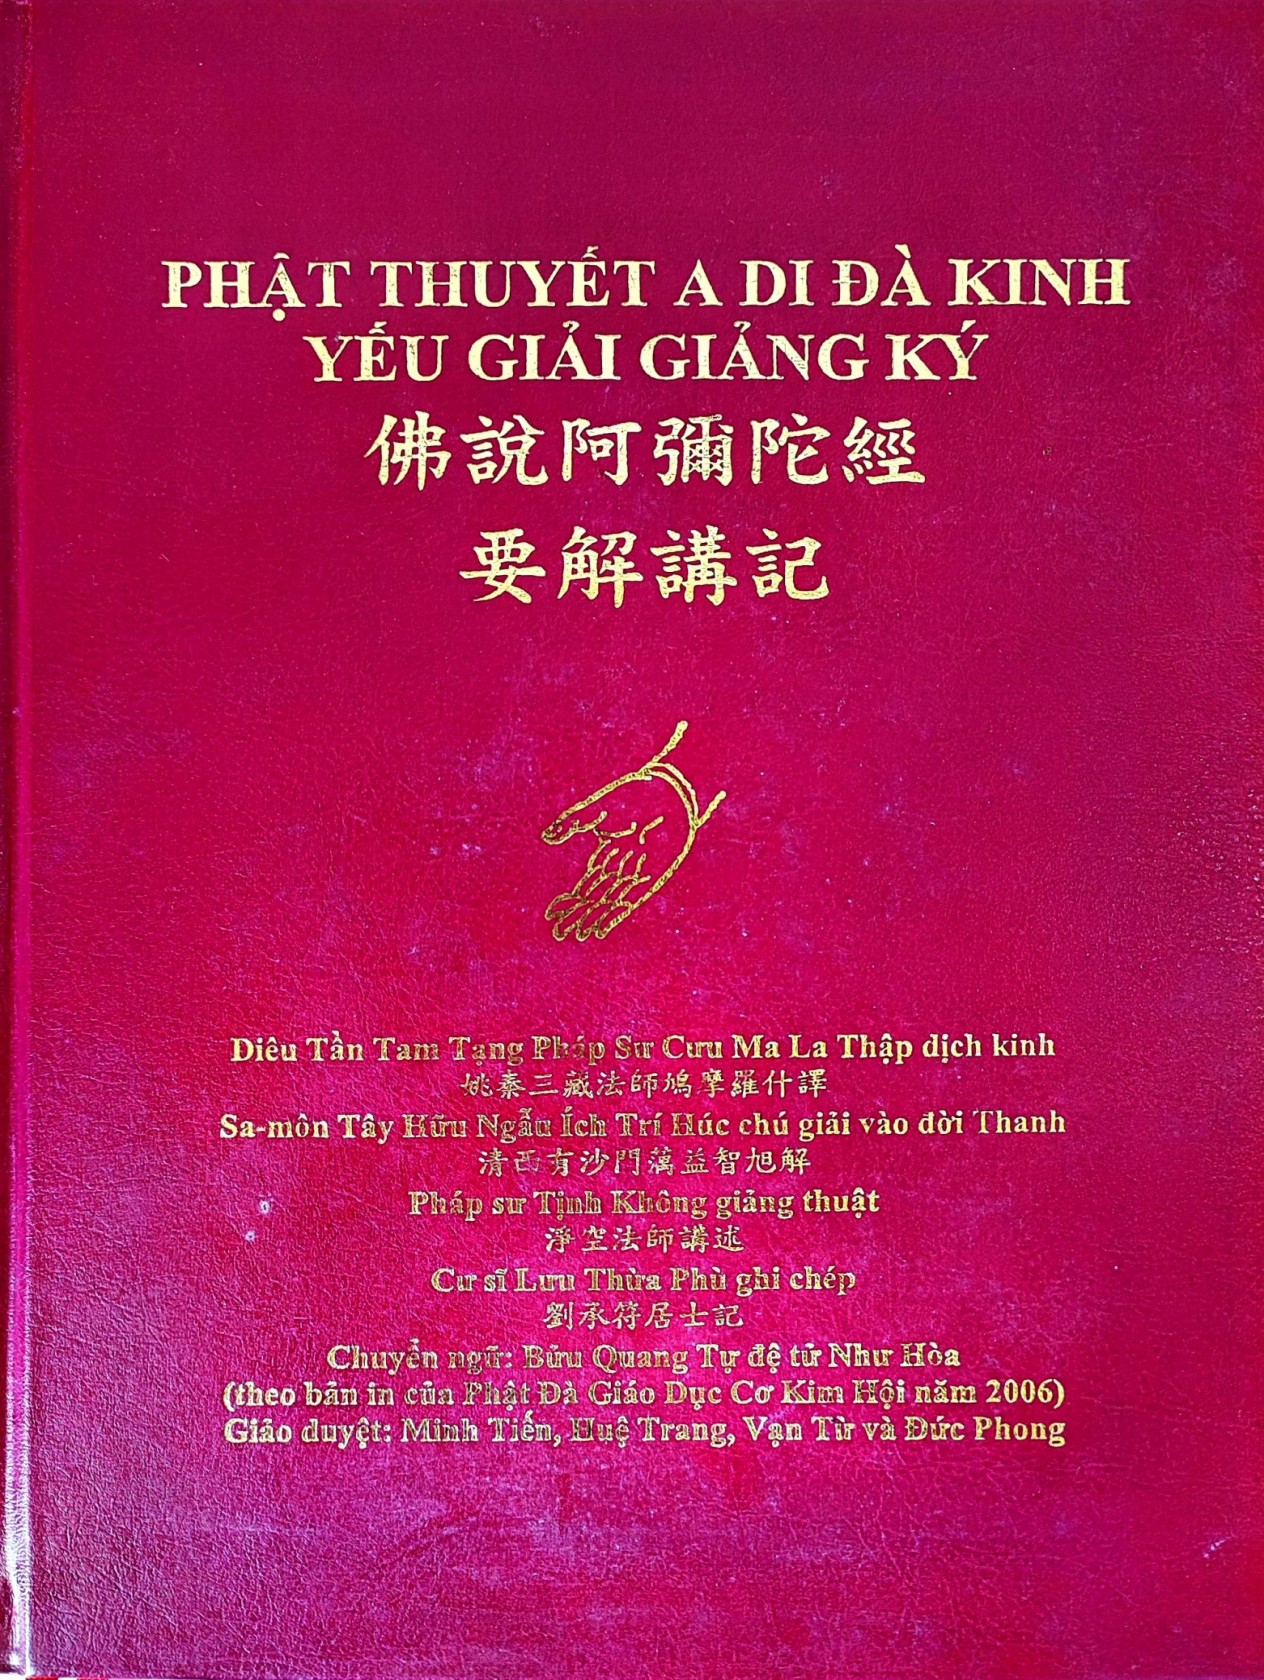 PHẬT THUYẾT A DI ĐÀ KINH
YẾU GIẢI GIẢNG KÝ
佛說阿彌陀經
要解講記
Diêu Tần Tam Tạng Pháp Sư Cưu Ma La Thập dịch kinh
姚秦三藏法師鳩摩羅什譯
Sa-môn Tây Hữu Ngẫu Ích Trí Húc chú giải vào đời Thanh
清西有沙門蕅益智旭解
Pháp sư Tịnh Không giảng thuật
淨空法師講述
Cư sĩ Lưu Thừa Phù ghi chép
劉承符居士記
Chuyển ngữ: Bửu Quang Tự đệ tử Như Hòa
(theo bản in của Phật Đà Giáo Dục Cơ Kim Hội năm 2006)
Giảo duyệt: Minh Tiến, Huệ Trang, Vạn Từ và Đức Phong